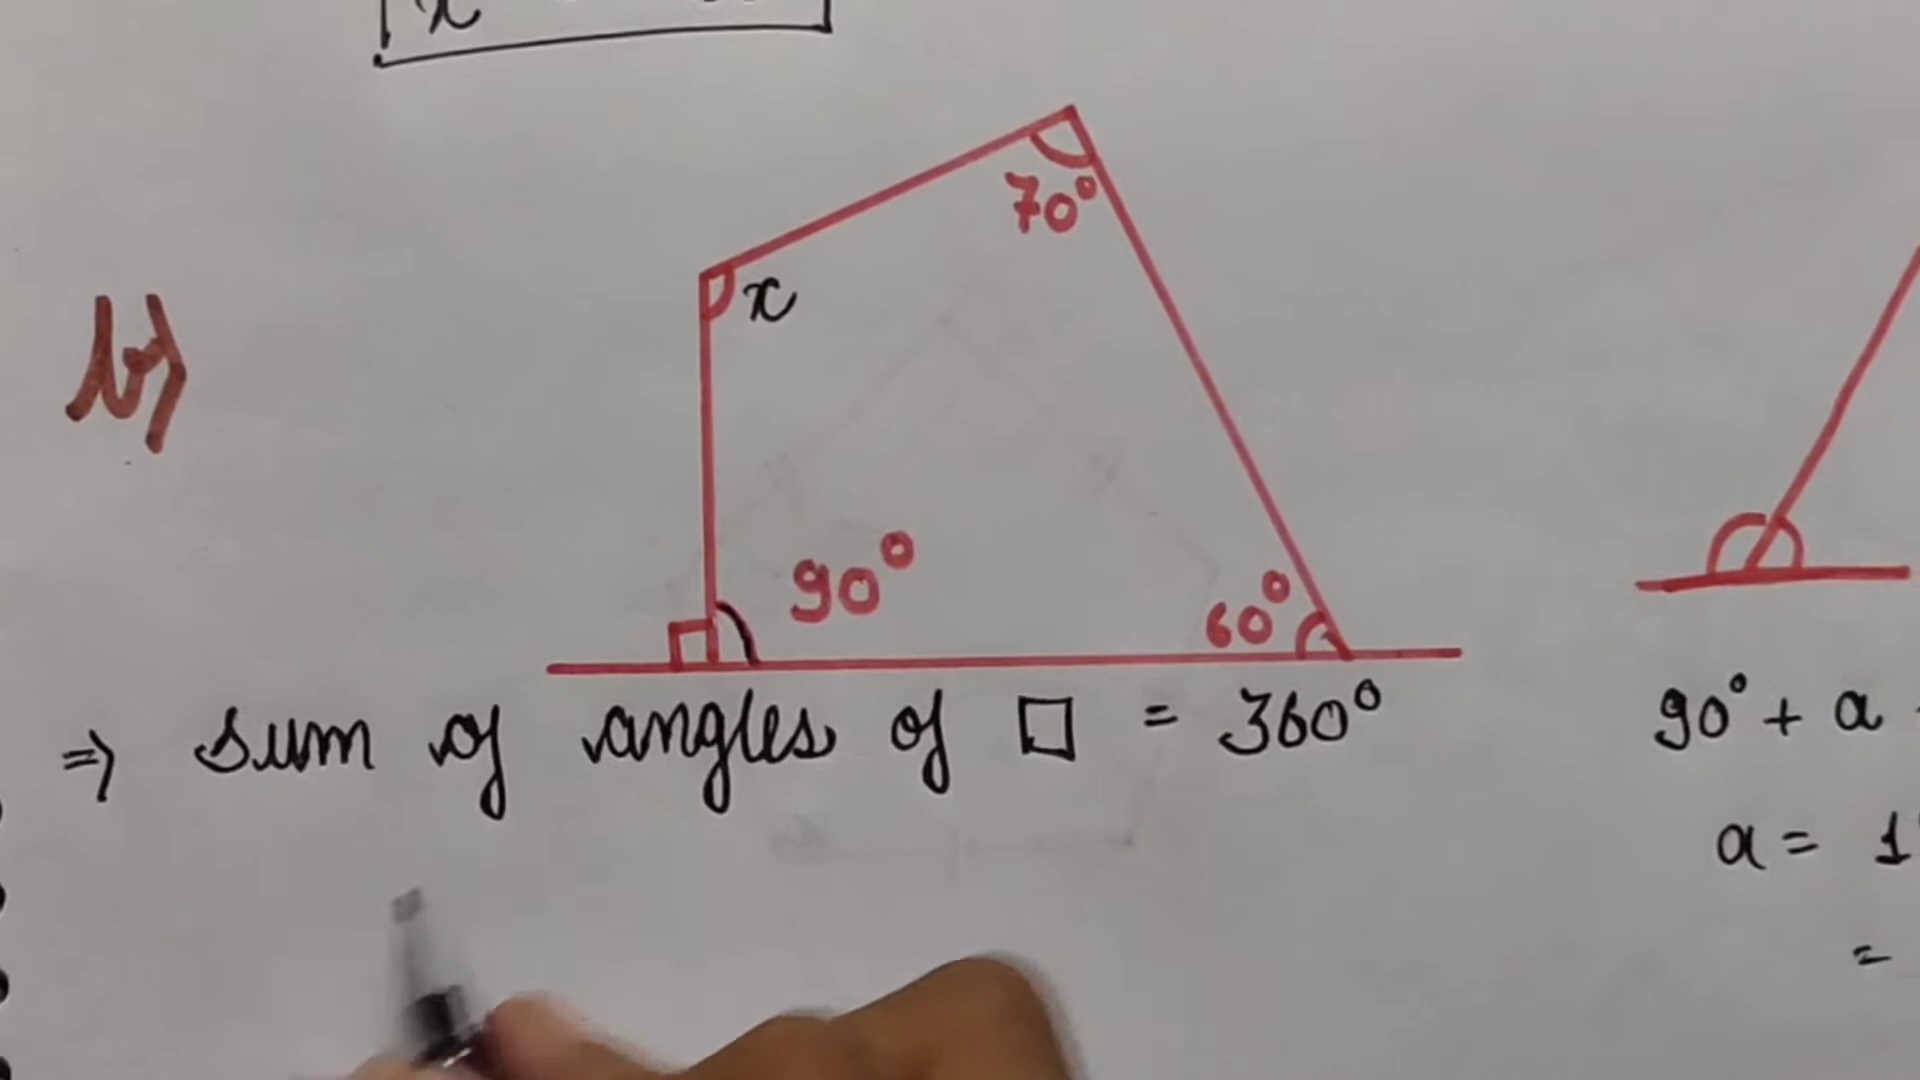 x
70°
x
b)
90°
60°
⇒ sum of angles of □ = 360°
90° + a
a = 1
=